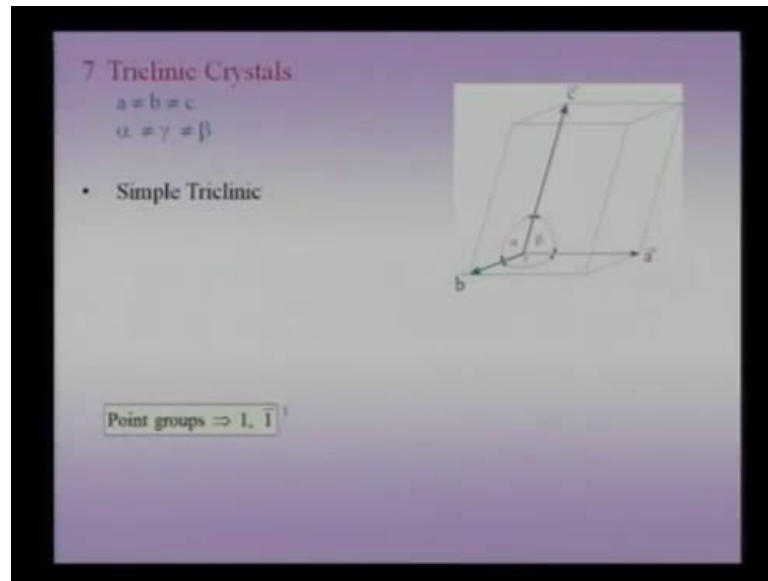 7. Triclinic Crystals
a ≠ b ≠ c
α ≠ γ ≠ β
• Simple Triclinic
c
α β
a
b
Point groups ⇒ 1, 1̅